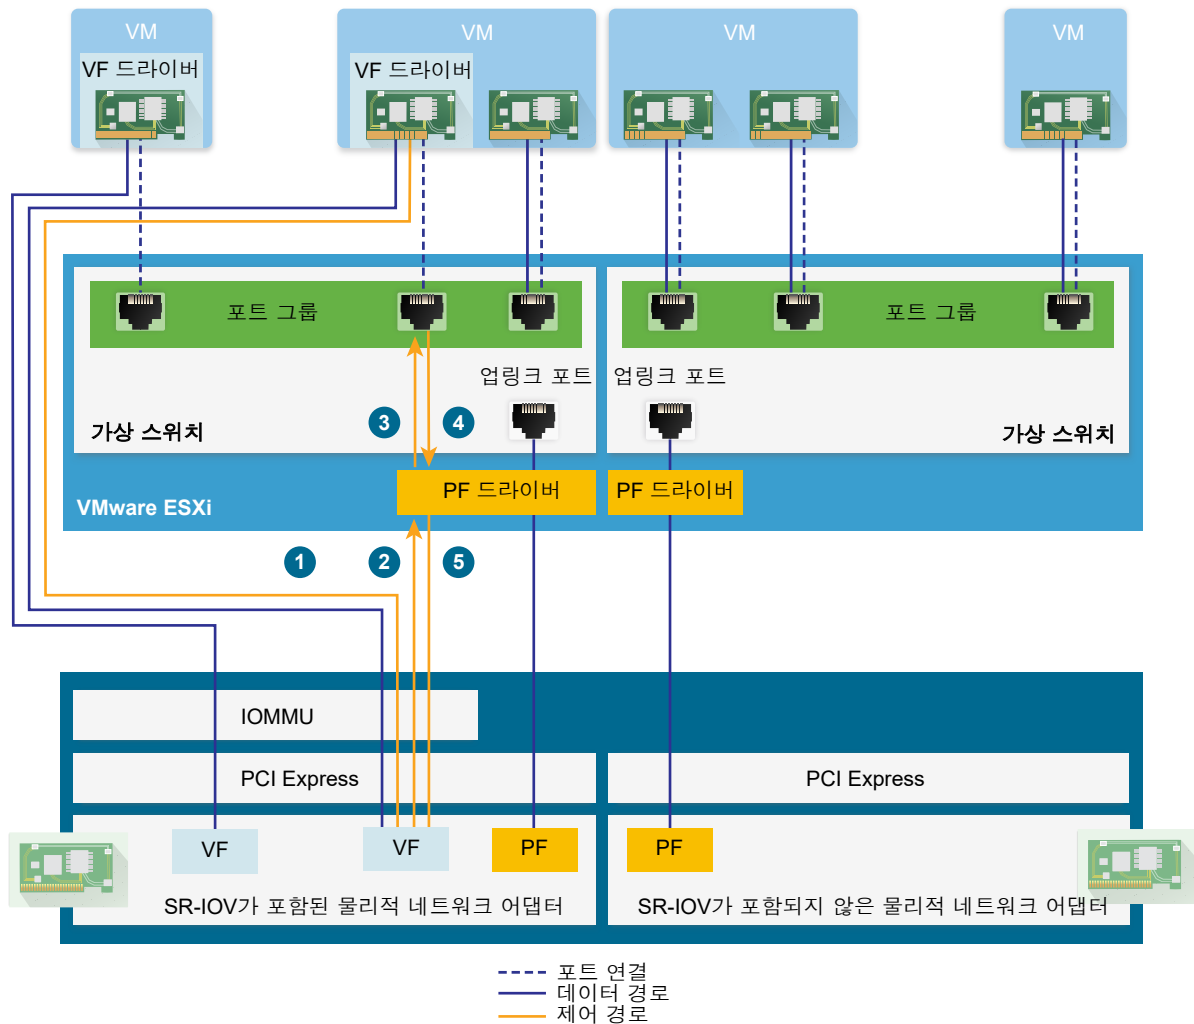 VM
VM
VM
VM
VF 드라이버
VF 드라이버
포트 그룹
포트 그룹
업링크 포트
업링크 포트
3
4
가상 스위치
가상 스위치
PF 드라이버
PF 드라이버
VMware ESXi
1
2
5
IOMMU
PCI Express
PCI Express
VF
VF
PF
PF
SR-IOV가 포함된 물리적 네트워크 어댑터
SR-IOV가 포함되지 않은 물리적 네트워크 어댑터
포트 연결
데이터 경로
제어 경로